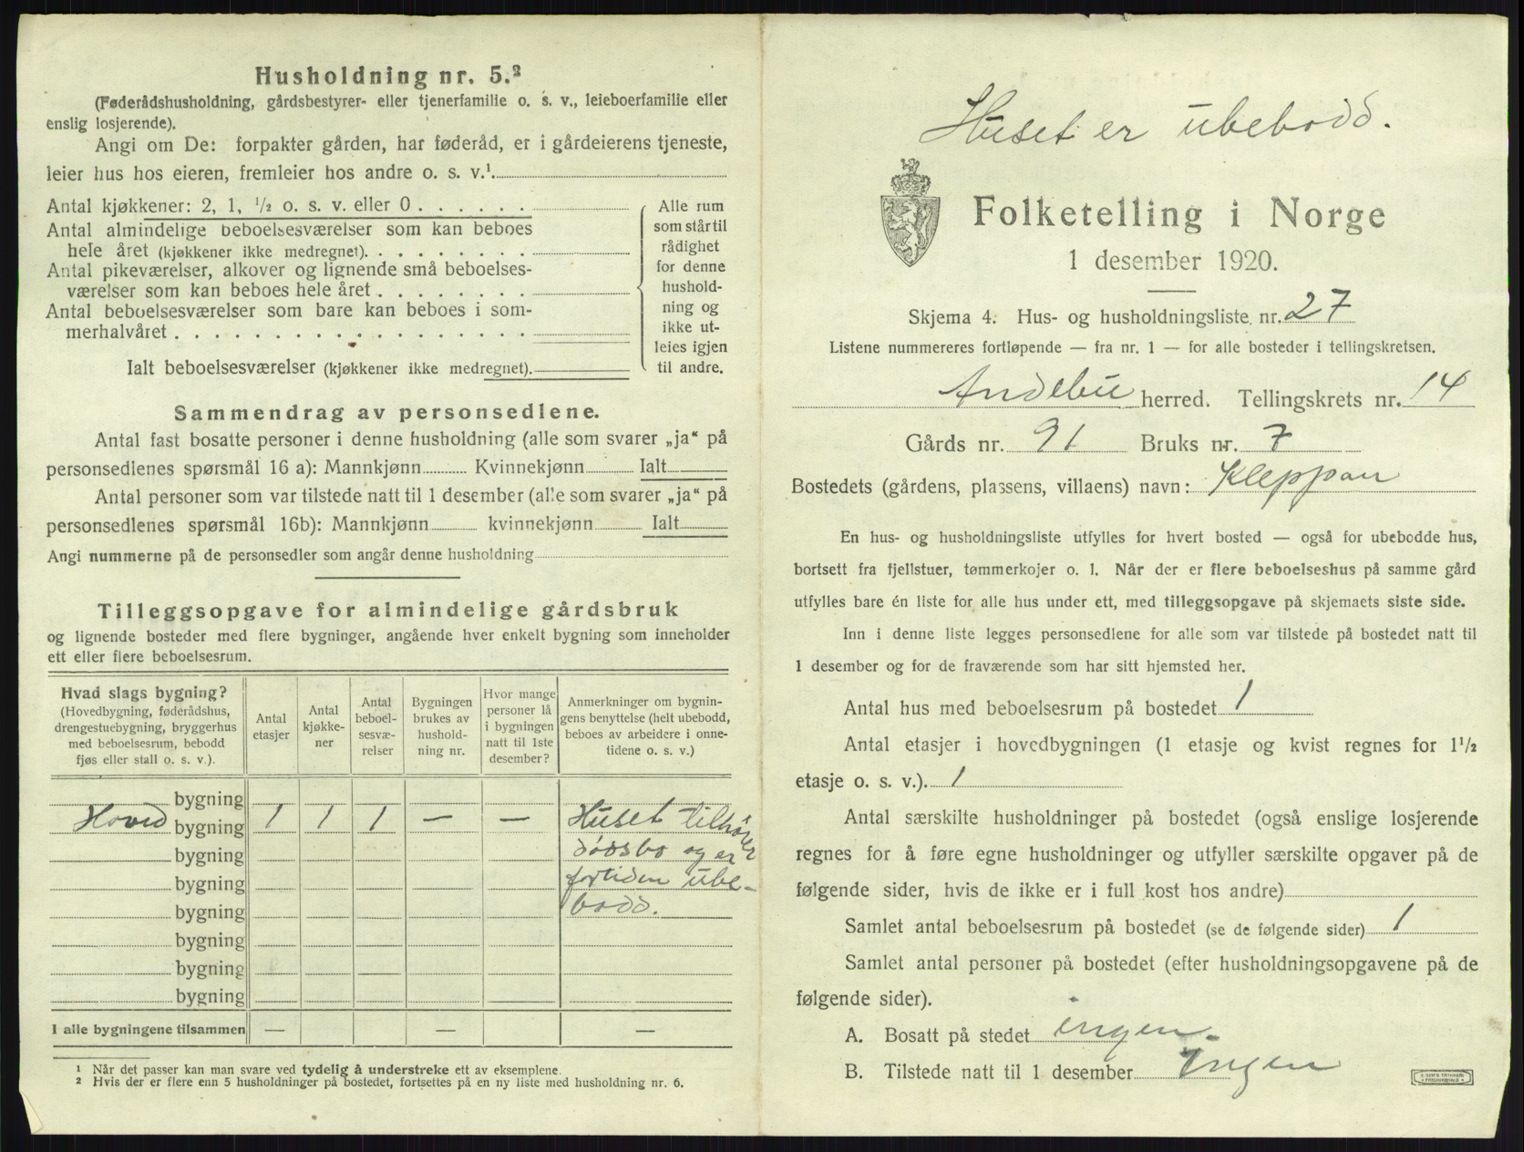 Husholdning nr. 5.²
(Føderådshusholdning, gårdsbestyrer- eller tjenerfamilie o. s. v., leieboerfamilie eller
enslig losjerende).
Angi om De: forpakter gården, har føderåd, er i gårdeierens tjeneste,
leier hus hos eieren, fremleier hos andre o. s. v.¹
Antal kjøkkener: 2, 1, ½ o. s. v. eller 0 . . . . . .
Antal almindelige beboelsesværelser som kan beboes
hele året (kjøkkener ikke medregnet). . . . . . . . .
Antal pikeværelser, alkover og lignende små beboelses-
værelser som kan beboes hele året . . . . . . . .
Antal beboelsesværelser som bare kan beboes i som-
merhalvåret . . . . . . . . . . . . . . . . . .
Ialt beboelsesværelser (kjøkkener ikke medregnet).
Alle rum
som står til
rådighet
for denne
hushold-
ning og
ikke ut-
leies igjen
til andre.
Sammendrag av personsedlene.
Antal fast bosatte personer i denne husholdning (alle som svarer „ja“ på
personsedlenes spørsmål 16 a): Mannkjønn Kvinnekjønn Ialt
Antal personer som var tilstede natt til 1 desember (alle som svarer „ja“ på
personsedlenes spørsmål 16b): Mannkjønn kvinnekjønn Ialt
Angi nummerne på de personsedler som angår denne husholdning
Tilleggsopgave for almindelige gårdsbruk
og lignende bosteder med flere bygninger, angående hver enkelt bygning som inneholder
ett eller flere beboelsesrum.
Hvad slags bygning?
(Hovedbygning, føderådshus,
drengestuebygning, bryggerhus
med beboelsesrum, bebodd
fjøs eller stall o. s. v.).
Antal
etasjer
Antal
kjøkke-
ner
Antal
beboel-
sesvæ-
relser
Bygningen
brukes av
hushold-
ning nr.
Hvor mange
personer lå
i bygningen
natt til 1ste
desember?
Anmerkninger om bygnin-
gens benyttelse (helt ubebodd,
beboes av arbeidere i onne-
tidene o. s. v.)
bygning
Hoved bygning 1 1 1 — — Huset tilhører
bygning dödsbo og er
bygning fortiden ube-
bygning bodd.
bygning
bygning
bygning
I alle bygningene tilsammen — — —
¹ Når det passer kan man svare ved tydelig å understreke ett av eksemplene.
² Hvis der er flere enn 5 husholdninger på bostedet, fortsettes på en ny liste med husholdning nr. 6.
Huset er ubebodd.
Folketelling i Norge
1 desember 1920.
Skjema 4. Hus- og husholdningsliste nr. 27
Listene nummereres fortløpende — fra nr. 1 — for alle bosteder i tellingskretsen.
Andebu herred. Tellingskrets nr. 14
Gårds nr. 91 Bruks nr. 7
Bostedets (gårdens, plassens, villaens) navn: Kleppan
En hus- og husholdningsliste utfylles for hvert bosted — også for ubebodde hus,
bortsett fra fjellstuer, tømmerkojer o. l. Når der er flere beboelseshus på samme gård
utfylles bare én liste for alle hus under ett, med tilleggsopgave på skjemaets siste side.
Inn i denne liste legges personsedlene for alle som var tilstede på bostedet natt til
1 desember og for de fraværende som har sitt hjemsted her.
Antal hus med beboelsesrum på bostedet 1
Antal etasjer i hovedbygningen (1 etasje og kvist regnes for 1½
etasje o. s. v.). 1
Antal særskilte husholdninger på bostedet (også enslige losjerende
regnes for å føre egne husholdninger og utfyller særskilte opgaver på de
følgende sider, hvis de ikke er i full kost hos andre)
Samlet antal beboelsesrum på bostedet (se de følgende sider) 1
Samlet antal personer på bostedet (efter husholdningsopgavene på de
følgende sider).
A. Bosatt på stedet ingen.
B. Tilstede natt til 1 desember Ingen